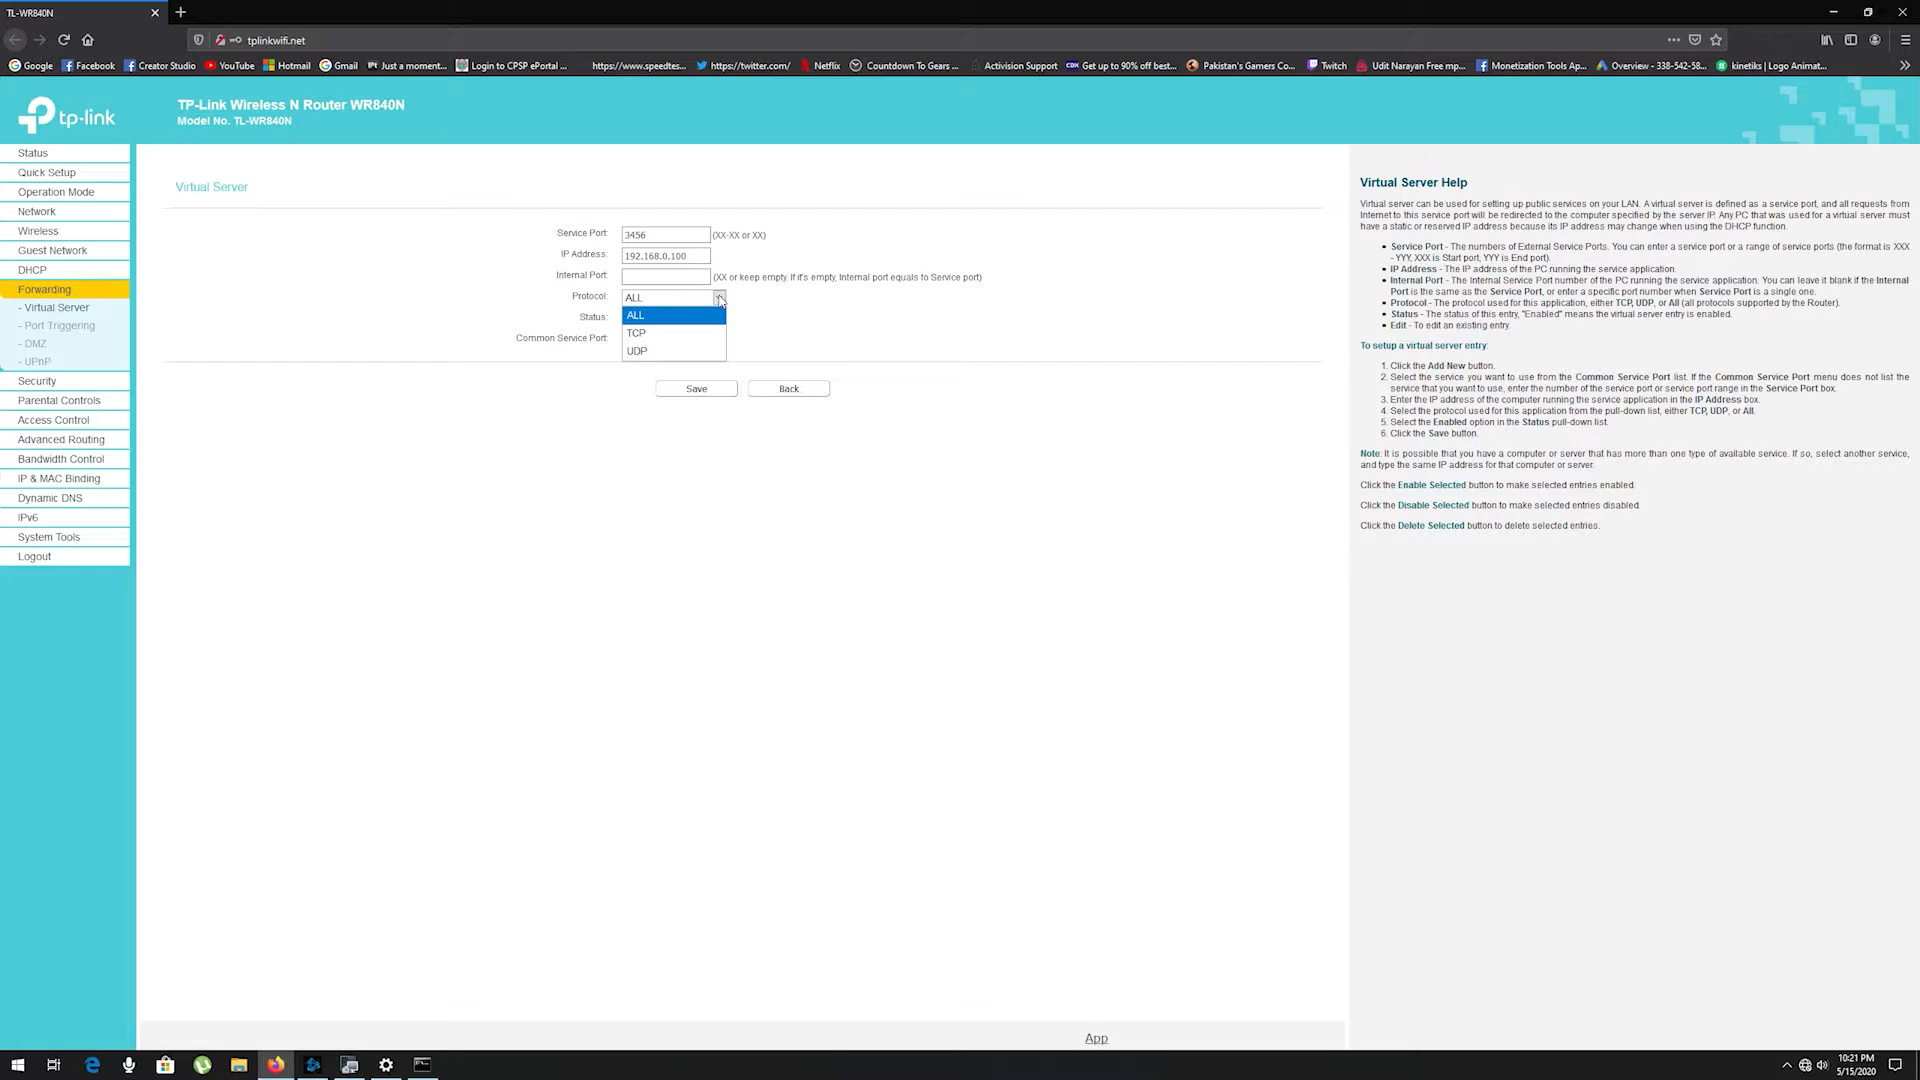 TL-WR840N
tplinkwifi.net
Google
Facebook
Creator Studio
YouTube
Hotmail
Gmail
Just a moment...
Login to CPSP ePortal ...
https://www.speedtes...
https://twitter.com/
Netflix
Countdown To Gears ...
Activision Support
Get up to 90% off best...
Pakistan's Gamers Co...
Twitch
Udit Narayan Free mp...
Monetization Tools Ap...
Overview - 338-542-58...
kinetiks | Logo Animat...
tp-link
TP-Link Wireless N Router WR840N
Model No. TL-WR840N
Status
Quick Setup
Operation Mode
Network
Wireless
Guest Network
DHCP
Forwarding
- Virtual Server
- Port Triggering
- DMZ
- UPnP
Security
Parental Controls
Access Control
Advanced Routing
Bandwidth Control
IP & MAC Binding
Dynamic DNS
IPv6
System Tools
Logout
Virtual Server
Service Port: 3456 (XX-XX or XX)
IP Address: 192.168.0.100
Internal Port: (XX or keep empty. If it's empty, Internal port equals to Service port)
Protocol: ALL
ALL
Status:
TCP
Common Service Port:
UDP
Save
Back
Virtual Server Help
Virtual server can be used for setting up public services on your LAN. A virtual server is defined as a service port, and all requests from
Internet to this service port will be redirected to the computer specified by the server IP. Any PC that was used for a virtual server must
have a static or reserved IP address because its IP address may change when using the DHCP function.
• Service Port - The numbers of External Service Ports. You can enter a service port or a range of service ports (the format is XXX
- YYY, XXX is Start port, YYY is End port).
• IP Address - The IP address of the PC running the service application.
• Internal Port - The Internal Service Port number of the PC running the service application. You can leave it blank if the Internal
Port is the same as the Service Port, or enter a specific port number when Service Port is a single one.
• Protocol - The protocol used for this application, either TCP, UDP, or All (all protocols supported by the Router).
• Status - The status of this entry, "Enabled" means the virtual server entry is enabled.
• Edit - To edit an existing entry.
To setup a virtual server entry:
1. Click the Add New button.
2. Select the service you want to use from the Common Service Port list. If the Common Service Port menu does not list the
service that you want to use, enter the number of the service port or service port range in the Service Port box.
3. Enter the IP address of the computer running the service application in the IP Address box.
4. Select the protocol used for this application from the pull-down list, either TCP, UDP, or All.
5. Select the Enabled option in the Status pull-down list.
6. Click the Save button.
Note: It is possible that you have a computer or server that has more than one type of available service. If so, select another service,
and type the same IP address for that computer or server.
Click the Enable Selected button to make selected entries enabled.
Click the Disable Selected button to make selected entries disabled.
Click the Delete Selected button to delete selected entries.
App
10:21 PM
5/15/2020